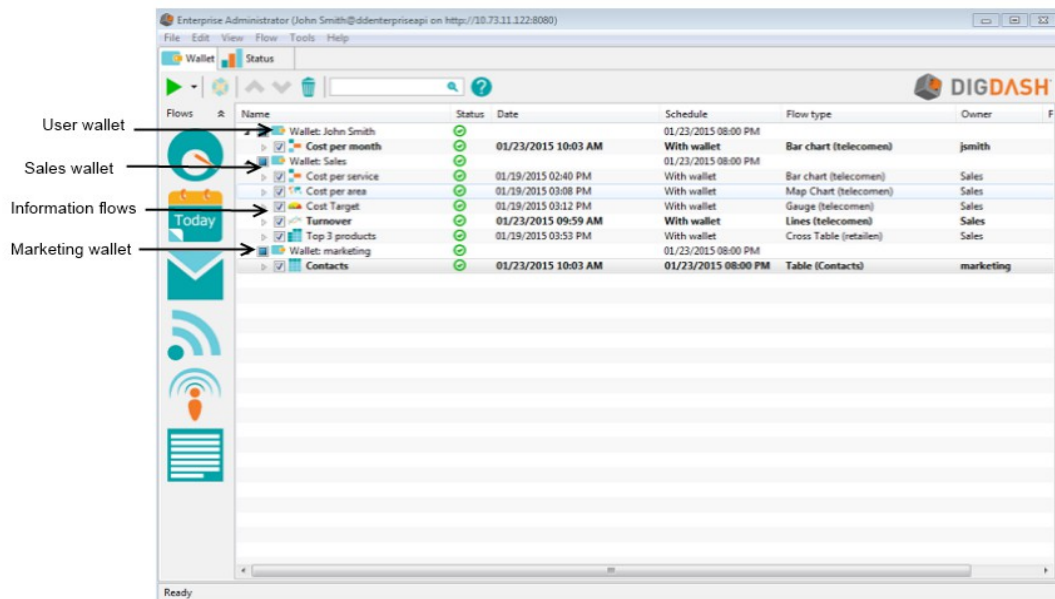 Enterprise Administrator (John Smith@ddenterpriseapi on http://10.73.11.122:8080)
File Edit View Flow Tools Help
Wallet Status
DIGDASH
Flows Name Status Date Schedule Flow type Owner F
User wallet
Wallet: John Smith 01/23/2015 08:00 PM
Cost per month 01/23/2015 10:03 AM With wallet Bar chart (telecomen) jsmith
Sales wallet
Wallet: Sales 01/23/2015 08:00 PM
Cost per service 01/19/2015 02:40 PM With wallet Bar chart (telecomen) Sales
Cost per area 01/19/2015 03:08 PM With wallet Map Chart (telecomen) Sales
Information flows
Cost Target 01/19/2015 03:12 PM With wallet Gauge (telecomen) Sales
Today
Turnover 01/23/2015 09:59 AM With wallet Lines (telecomen) Sales
Top 3 products 01/19/2015 03:53 PM With wallet Cross Table (retailen) Sales
Marketing wallet
Wallet: marketing 01/23/2015 08:00 PM
Contacts 01/23/2015 10:03 AM 01/23/2015 08:00 PM Table (Contacts) marketing
Ready